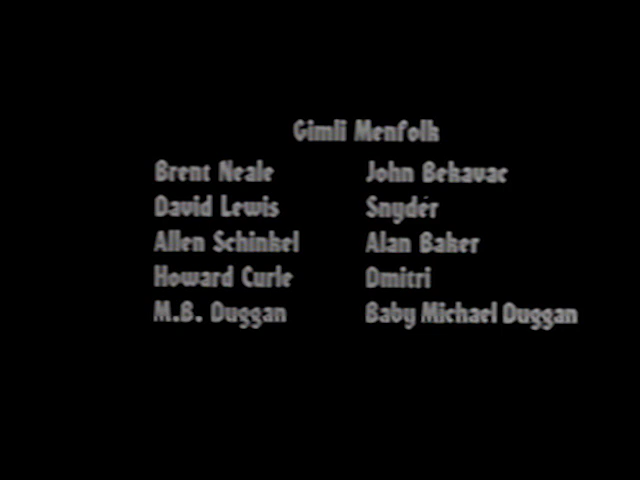 Gimli Menfolk
Brent Neale John Bekavac
David Lewis Snyder
Allen Schinkel Alan Baker
Howard Curle Dmitri
M.B. Duggan Baby Michael Duggan